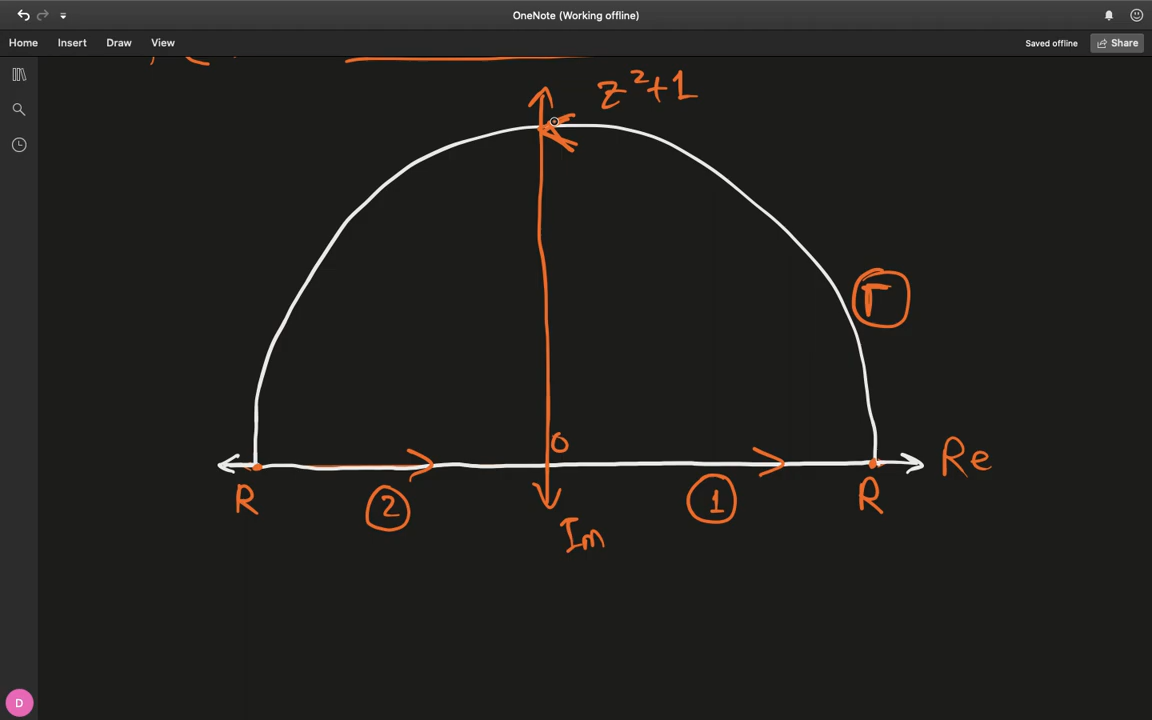 OneNote (Working offline)
Home Insert Draw View
Saved offline Share
z²+1
Γ
0
Re
R ② ① R
Im
D